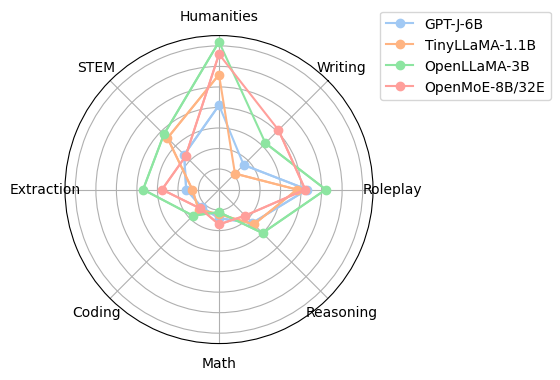 Humanities
GPT-J-6B
TinyLLaMA-1.1B
OpenLLaMA-3B
OpenMoE-8B/32E
STEM
Writing
Extraction
Roleplay
Coding
Reasoning
Math